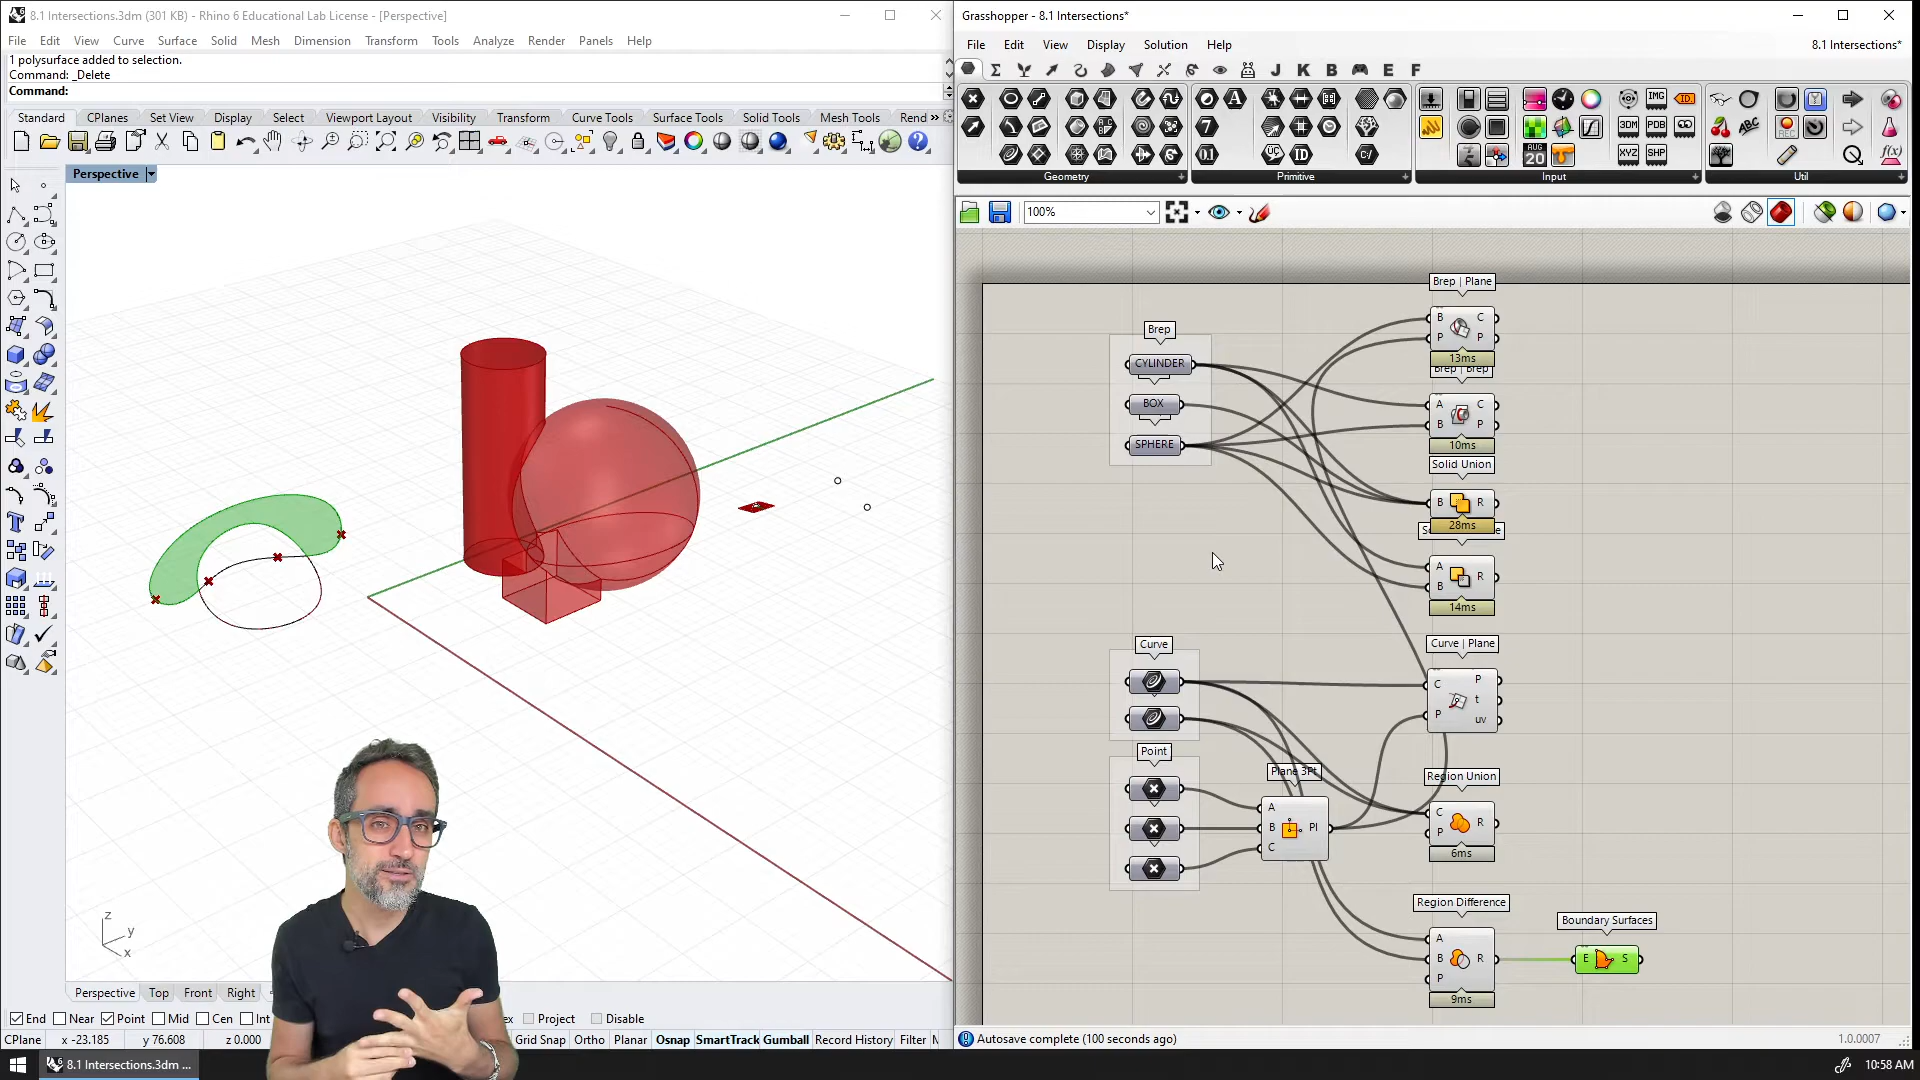 8.1 Intersections.3dm (301 KB) - Rhino 6 Educational Lab License - [Perspective]
File Edit View Curve Surface Solid Mesh Dimension Transform Tools Analyze Render Panels Help
1 polysurface added to selection.
Command: _Delete
Command:
Standard CPlanes Set View Display Select Viewport Layout Visibility Transform Curve Tools Surface Tools Solid Tools Mesh Tools Rend »
Perspective
z
y
x
Perspective Top Front Right
End Near Point Mid Cen Int Project Disable
CPlane x -23.185 y 76.608 z 0.000 Grid Snap Ortho Planar Osnap SmartTrack Gumball Record History Filter
8.1 Intersections.3dm ...
Grasshopper - 8.1 Intersections*
File Edit View Display Solution Help 8.1 Intersections*
J K B E F
Geometry Primitive Input Util
100%
Brep | Plane
B C
P P
13ms
Brep | Brep
A C
B P
10ms
Solid Union
B R
28ms
A
B R
14ms
Brep
CYLINDER
BOX
SPHERE
Curve
Point
Plane 3Pt
A
B Pl
C
Curve | Plane
C P
t
P uv
Region Union
C R
P
6ms
Region Difference
A
B R
P
9ms
Boundary Surfaces
E S
Autosave complete (100 seconds ago) 1.0.0007
10:58 AM